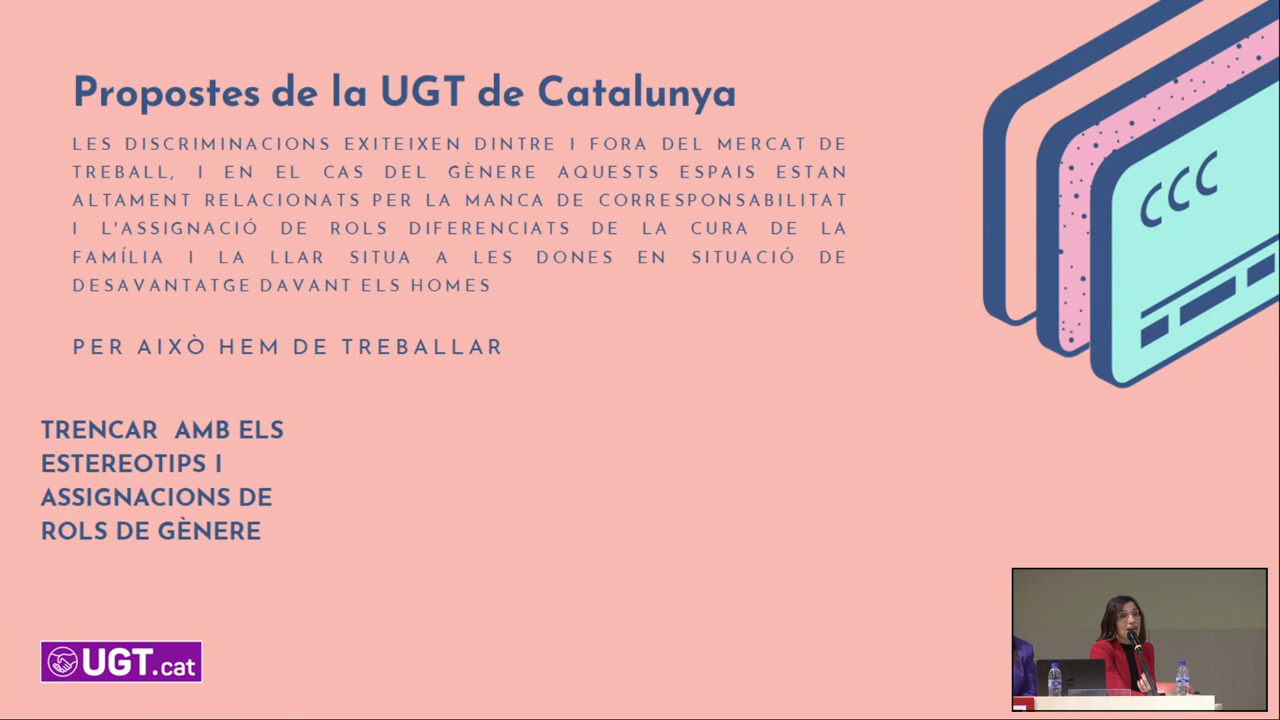 Propostes de la UGT de Catalunya
LES DISCRIMINACIONS EXITEIXEN DINTRE I FORA DEL MERCAT DE
TREBALL, I EN EL CAS DEL GÈNERE AQUESTS ESPAIS ESTAN
ALTAMENT RELACIONATS PER LA MANCA DE CORRESPONSABILITAT
I L'ASSIGNACIÓ DE ROLS DIFERENCIATS DE LA CURA DE LA
FAMÍLIA I LA LLAR SITUA A LES DONES EN SITUACIÓ DE
DESAVANTATGE DAVANT ELS HOMES
PER AIXÒ HEM DE TREBALLAR
TRENCAR AMB ELS
ESTEREOTIPS I
ASSIGNACIONS DE
ROLS DE GÈNERE
CCC
UGT.cat